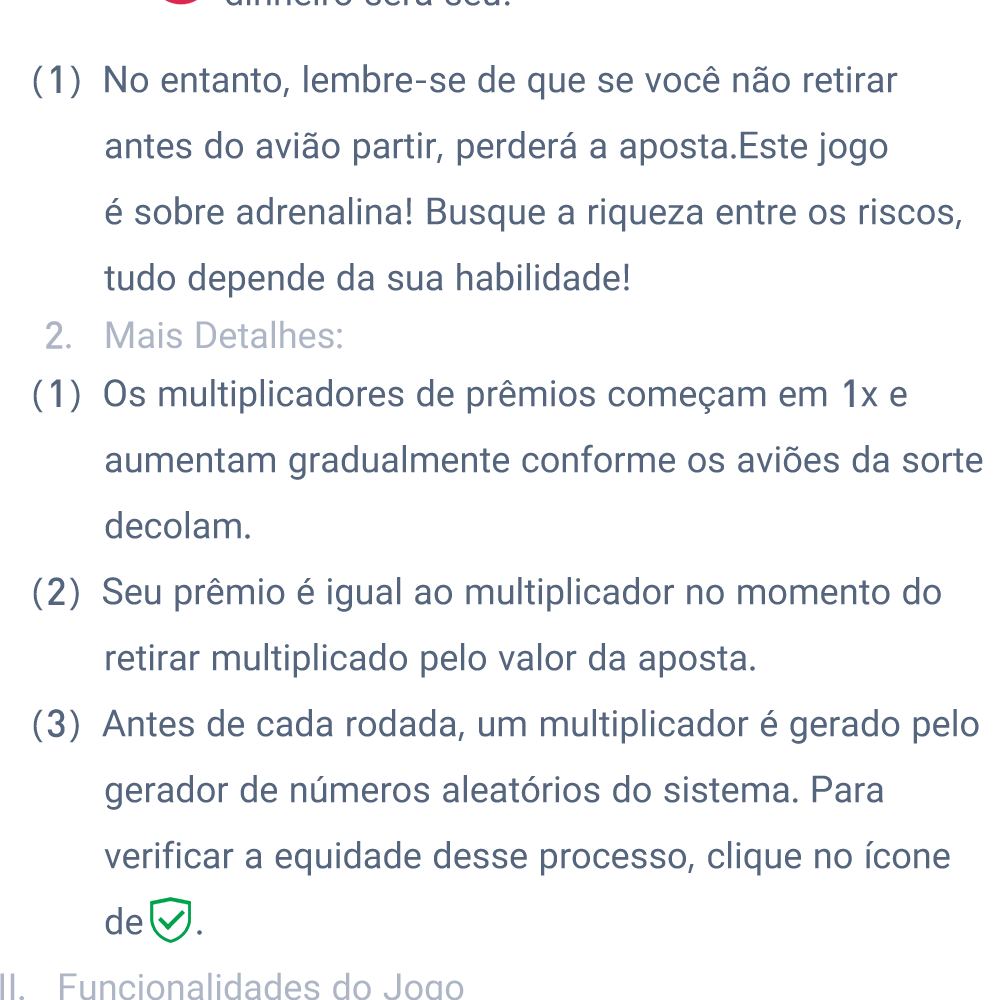 dinheiro será seu.
(1) No entanto, lembre-se de que se você não retirar
antes do avião partir, perderá a aposta.Este jogo
é sobre adrenalina! Busque a riqueza entre os riscos,
tudo depende da sua habilidade!
2. Mais Detalhes:
(1) Os multiplicadores de prêmios começam em 1x e
aumentam gradualmente conforme os aviões da sorte
decolam.
(2) Seu prêmio é igual ao multiplicador no momento do
retirar multiplicado pelo valor da aposta.
(3) Antes de cada rodada, um multiplicador é gerado pelo
gerador de números aleatórios do sistema. Para
verificar a equidade desse processo, clique no ícone
de .
II. Funcionalidades do Jogo